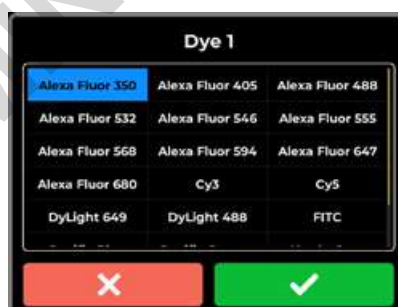 Dye 1
Alexa Fluor 350 Alexa Fluor 405 Alexa Fluor 488
Alexa Fluor 532 Alexa Fluor 546 Alexa Fluor 555
Alexa Fluor 568 Alexa Fluor 594 Alexa Fluor 647
Alexa Fluor 680 Cy3 Cy5
DyLight 649 DyLight 488 FITC